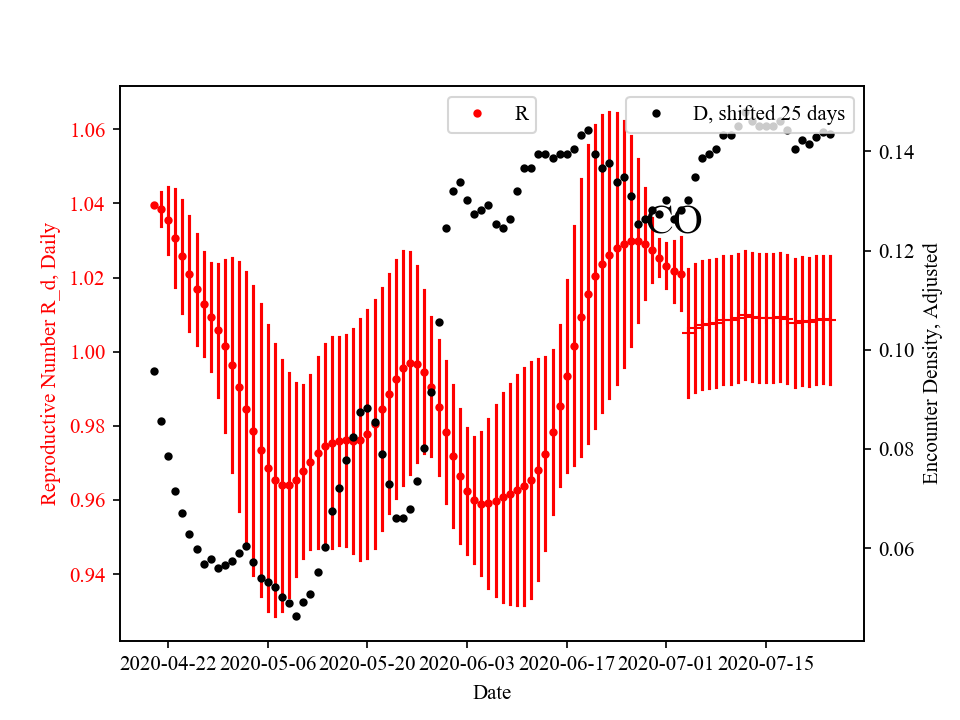 R
D, shifted 25 days
CO
Reproductive Number R_d, Daily
1.06
1.04
1.02
1.00
0.98
0.96
0.94
0.14
0.12
0.10
0.08
0.06
Encounter Density, Adjusted
2020-04-22 2020-05-06 2020-05-20 2020-06-03 2020-06-17 2020-07-01 2020-07-15
Date